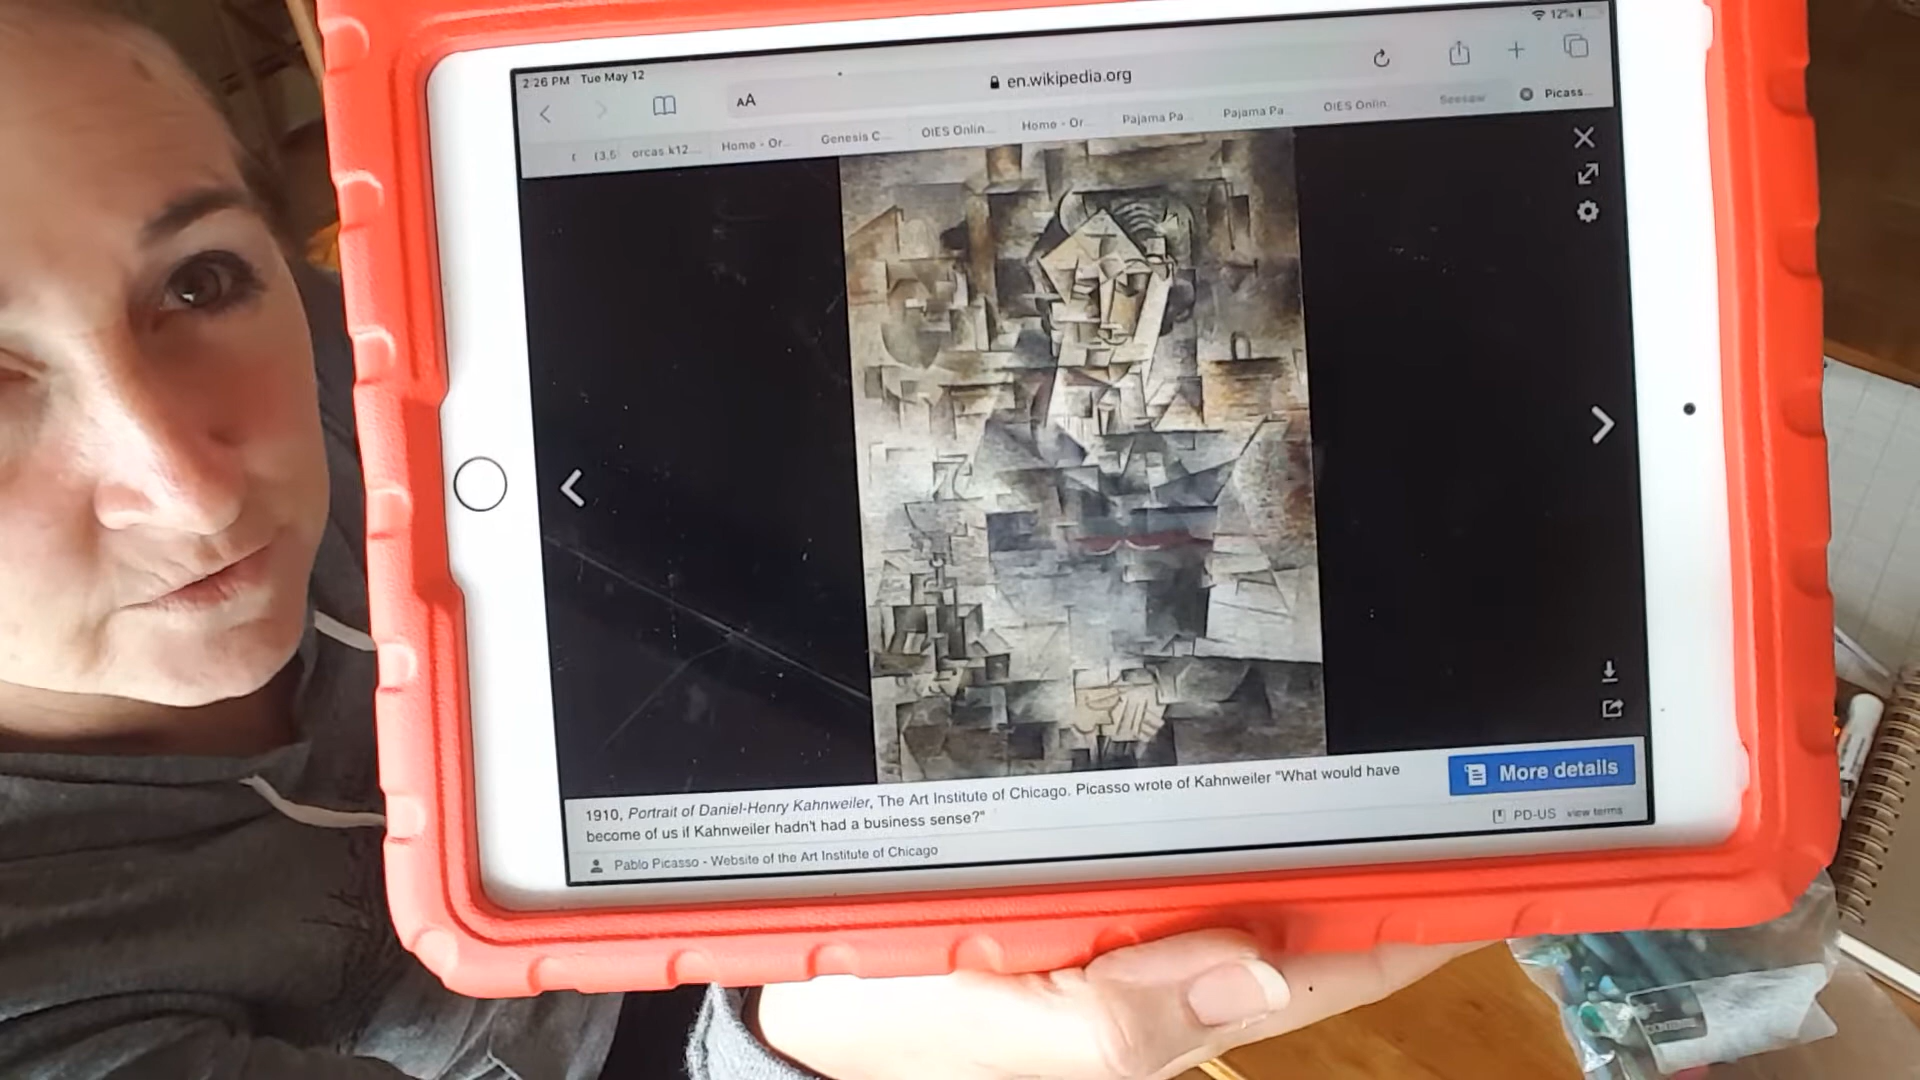 2:26 PM Tue May 12
12%
AA
en.wikipedia.org
(3,5 orcas.k12... Home - Or... Genesis C... OIES Onlin... Home - Or... Pajama Pa... Pajama Pa... OIES Onlin... Seesaw Picass...
1910, Portrait of Daniel-Henry Kahnweiler, The Art Institute of Chicago. Picasso wrote of Kahnweiler "What would have
become of us if Kahnweiler hadn't had a business sense?"
More details
Pablo Picasso - Website of the Art Institute of Chicago
PD-US view terms